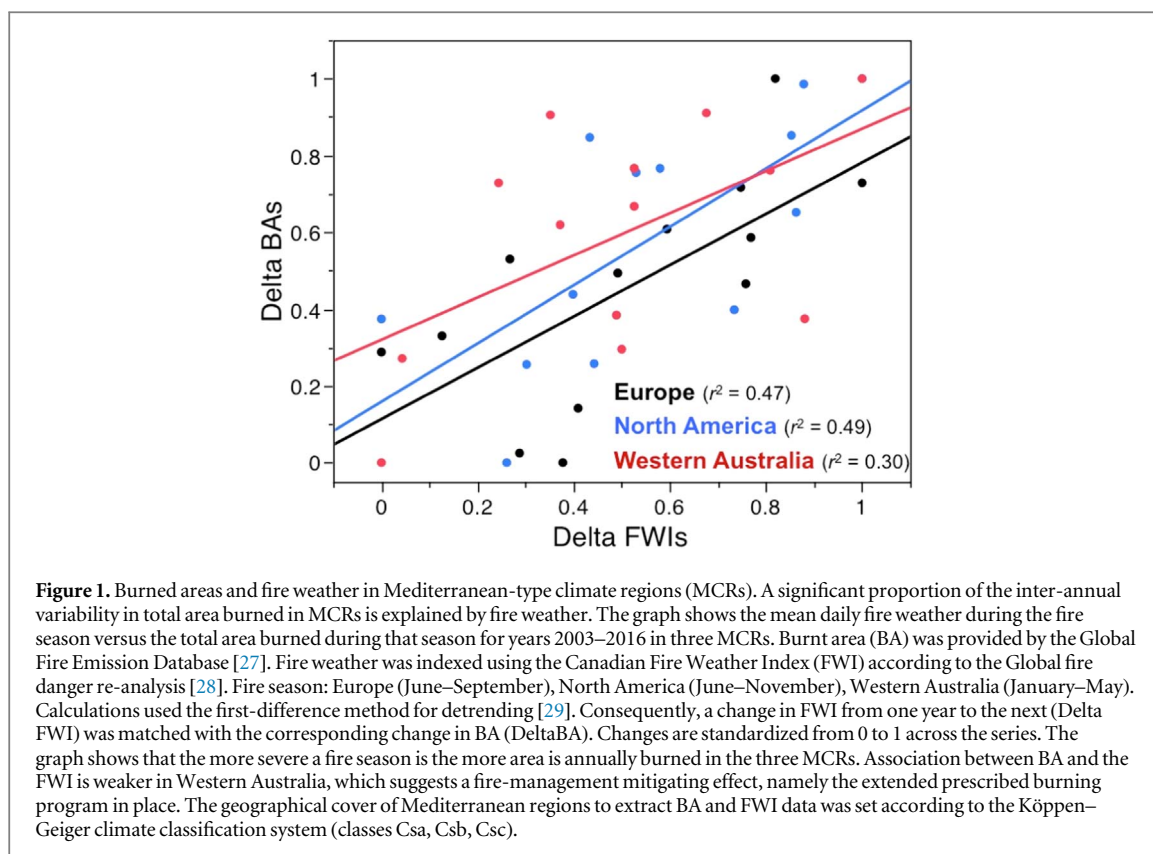 1
0.8
0.6
0.4
0.2
0
Delta BAs
Europe (r² = 0.47)
North America (r² = 0.49)
Western Australia (r² = 0.30)
0 0.2 0.4 0.6 0.8 1
Delta FWIs
Figure 1. Burned areas and fire weather in Mediterranean-type climate regions (MCRs). A significant proportion of the inter-annual
variability in total area burned in MCRs is explained by fire weather. The graph shows the mean daily fire weather during the fire
season versus the total area burned during that season for years 2003–2016 in three MCRs. Burnt area (BA) was provided by the Global
Fire Emission Database [27]. Fire weather was indexed using the Canadian Fire Weather Index (FWI) according to the Global fire
danger re-analysis [28]. Fire season: Europe (June–September), North America (June–November), Western Australia (January–May).
Calculations used the first-difference method for detrending [29]. Consequently, a change in FWI from one year to the next (Delta
FWI) was matched with the corresponding change in BA (DeltaBA). Changes are standardized from 0 to 1 across the series. The
graph shows that the more severe a fire season is the more area is annually burned in the three MCRs. Association between BA and the
FWI is weaker in Western Australia, which suggests a fire-management mitigating effect, namely the extended prescribed burning
program in place. The geographical cover of Mediterranean regions to extract BA and FWI data was set according to the Köppen–
Geiger climate classification system (classes Csa, Csb, Csc).